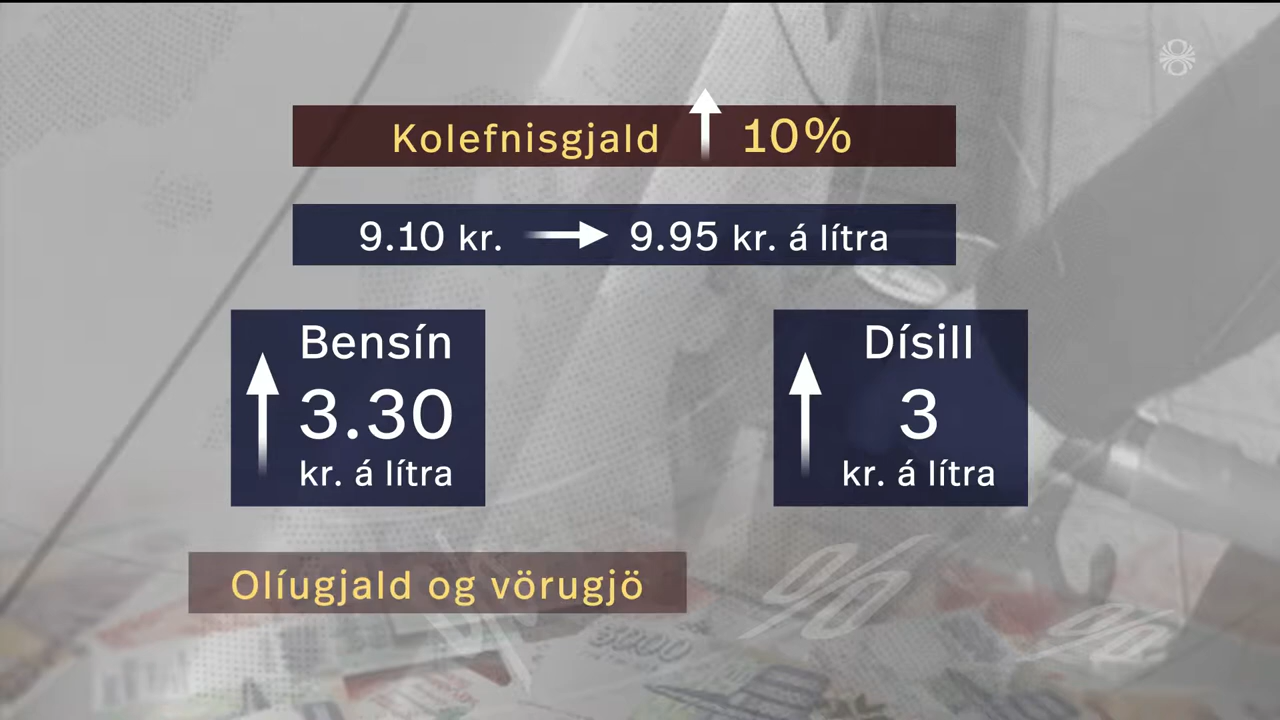 Kolefnisgjald 10%
9.10 kr. 9.95 kr. á lítra
Bensín
3.30
kr. á lítra
Dísill
3
kr. á lítra
Olíugjald og vörugjö